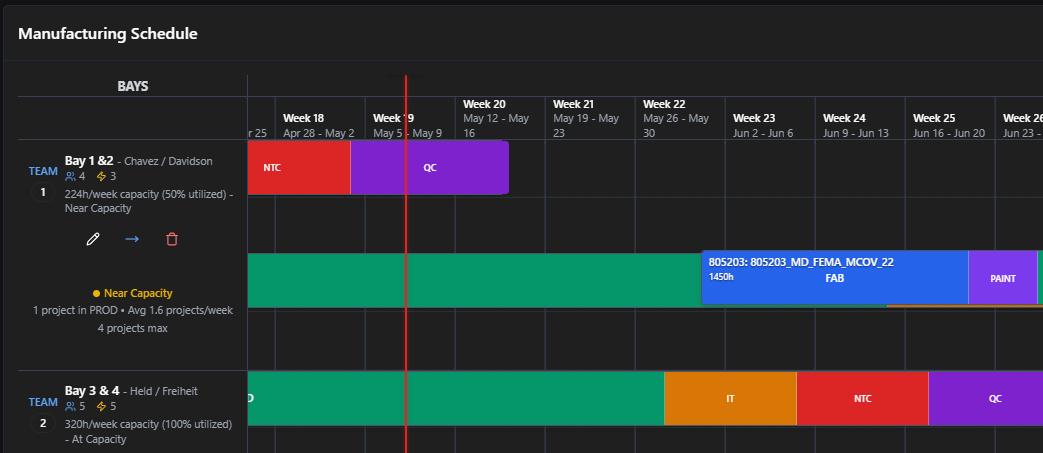 Manufacturing Schedule
BAYS
r 25
Week 18
Apr 28 - May 2
Week 19
May 5 - May 9
Week 20
May 12 - May
16
Week 21
May 19 - May
23
Week 22
May 26 - May
30
Week 23
Jun 2 - Jun 6
Week 24
Jun 9 - Jun 13
Week 25
Jun 16 - Jun 20
Week 26
Jun 23 -
TEAM
1
Bay 1 &2 - Chavez / Davidson
4 3
224h/week capacity (50% utilized) -
Near Capacity
NTC
QC
Near Capacity
1 project in PROD • Avg 1.6 projects/week
4 projects max
805203: 805203_MD_FEMA_MCOV_22
1450h
FAB
PAINT
TEAM
2
Bay 3 & 4 - Held / Freiheit
5 5
320h/week capacity (100% utilized)
- At Capacity
IT
NTC
QC